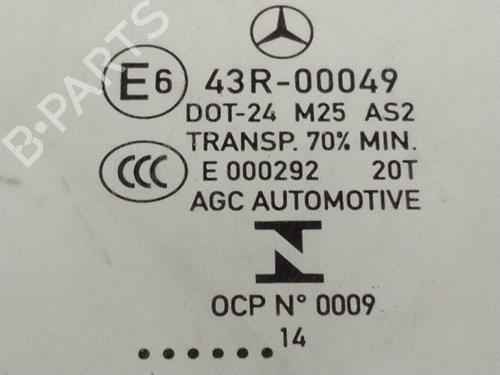 B-PARTS
E6 43R-00049
DOT-24 M25 AS2
TRANSP. 70% MIN.
CCC E 000292 20T
AGC AUTOMOTIVE
N
OCP N° 0009
...... 14